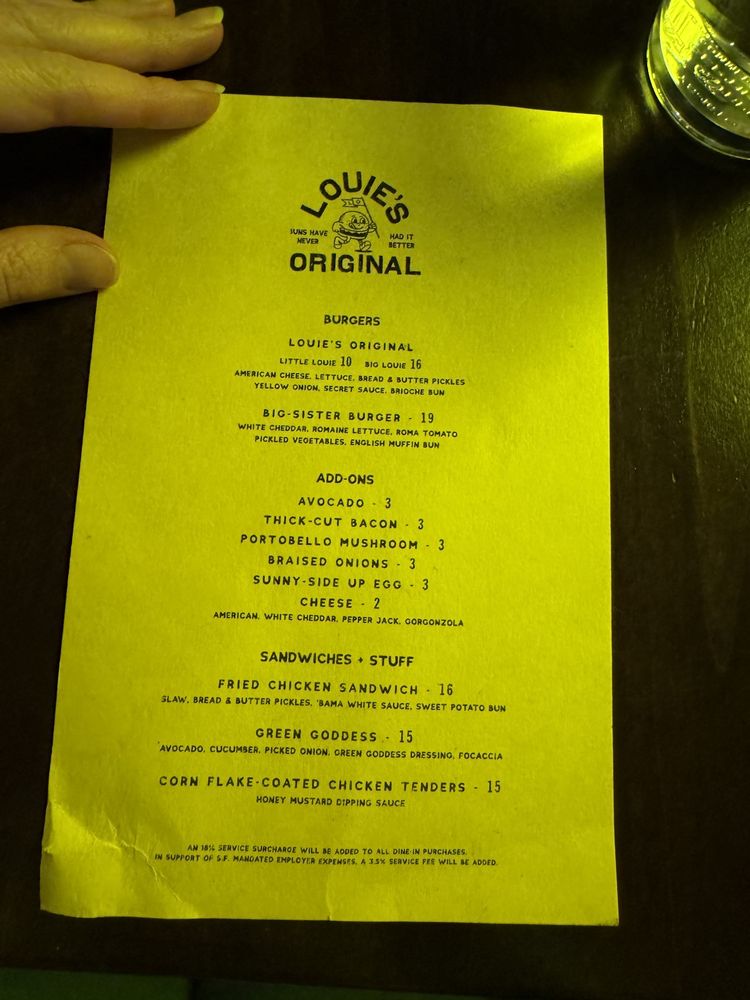 LOUIE'S
BUNS HAVE NEVER
HAD IT BETTER
ORIGINAL
BURGERS
LOUIE'S ORIGINAL
LITTLE LOUIE 10 BIG LOUIE 16
AMERICAN CHEESE, LETTUCE, BREAD & BUTTER PICKLES
YELLOW ONION, SECRET SAUCE, BRIOCHE BUN
BIG-SISTER BURGER - 19
WHITE CHEDDAR, ROMAINE LETTUCE, ROMA TOMATO
PICKLED VEGETABLES, ENGLISH MUFFIN BUN
ADD-ONS
AVOCADO - 3
THICK-CUT BACON - 3
PORTOBELLO MUSHROOM - 3
BRAISED ONIONS - 3
SUNNY-SIDE UP EGG - 3
CHEESE - 2
AMERICAN, WHITE CHEDDAR, PEPPER JACK, GORGONZOLA
SANDWICHES + STUFF
FRIED CHICKEN SANDWICH - 16
SLAW, BREAD & BUTTER PICKLES, 'BAMA WHITE SAUCE, SWEET POTATO BUN
GREEN GODDESS - 15
AVOCADO, CUCUMBER, PICKED ONION, GREEN GODDESS DRESSING, FOCACCIA
CORN FLAKE-COATED CHICKEN TENDERS - 15
HONEY MUSTARD DIPPING SAUCE
AN 18% SERVICE SURCHARGE WILL BE ADDED TO ALL DINE-IN PURCHASES.
IN SUPPORT OF S.F. MANDATED EMPLOYER EXPENSES, A 3.5% SERVICE FEE WILL BE ADDED.